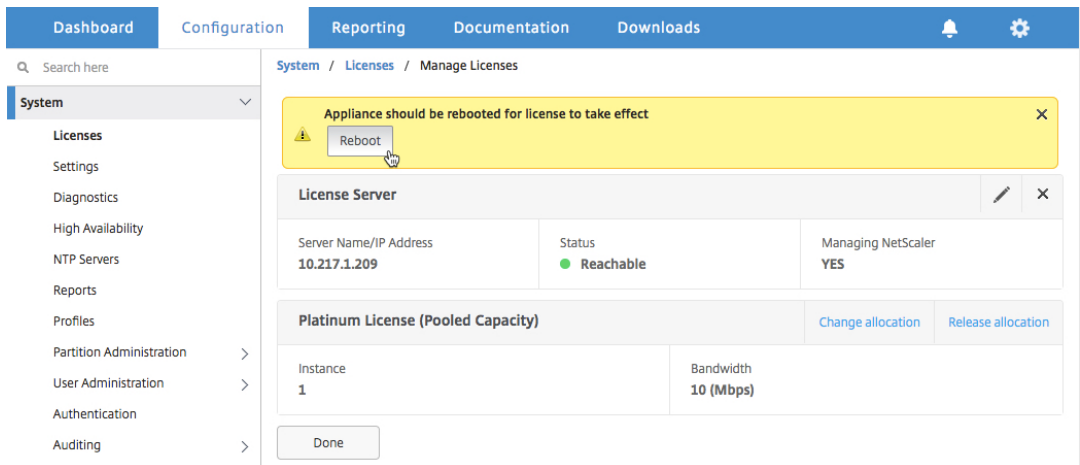 Dashboard Configuration Reporting Documentation Downloads
Search here
System
Licenses
Settings
Diagnostics
High Availability
NTP Servers
Reports
Profiles
Partition Administration
User Administration
Authentication
Auditing
System / Licenses / Manage Licenses
Appliance should be rebooted for license to take effect
Reboot
License Server
Server Name/IP Address
10.217.1.209
Status
Reachable
Managing NetScaler
YES
Platinum License (Pooled Capacity)
Change allocation
Release allocation
Instance
1
Bandwidth
10 (Mbps)
Done